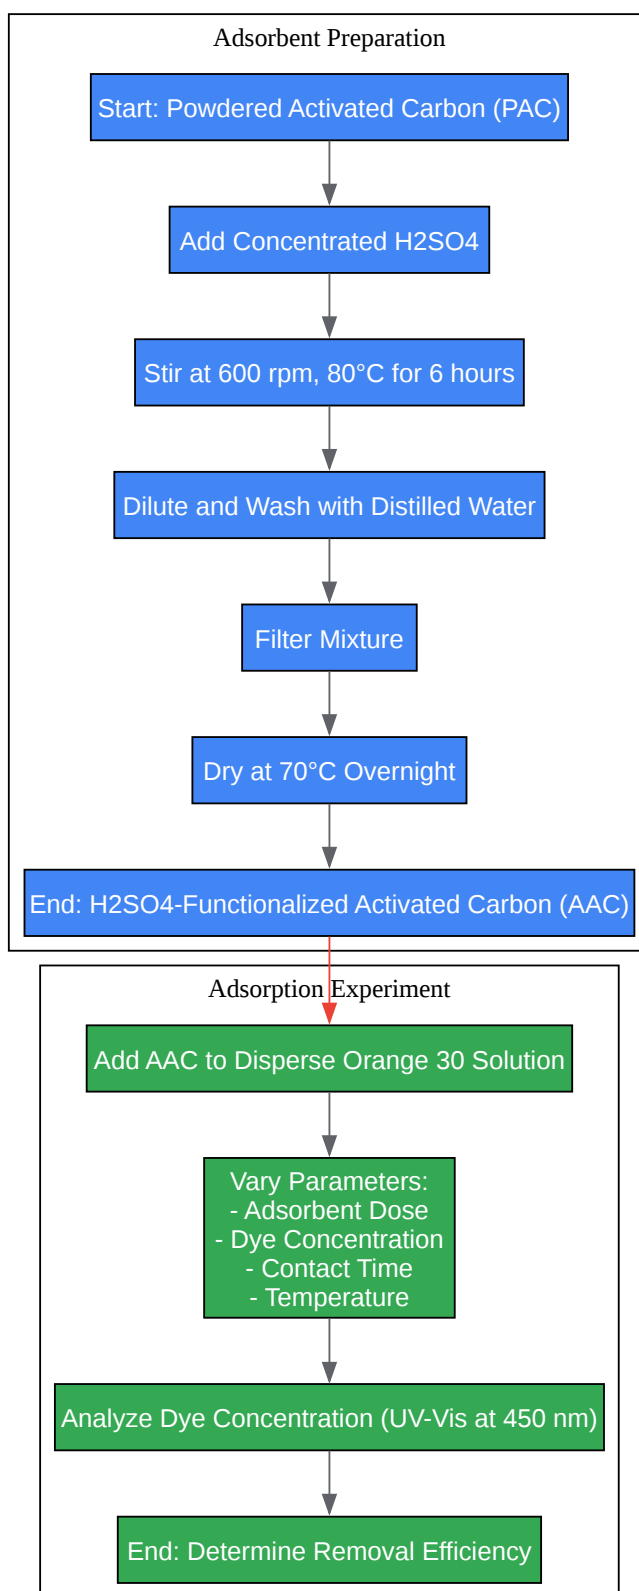 Adsorbent Preparation
Start: Powdered Activated Carbon (PAC)
Add Concentrated H2SO4
Stir at 600 rpm, 80°C for 6 hours
Dilute and Wash with Distilled Water
Filter Mixture
Dry at 70°C Overnight
End: H2SO4-Functionalized Activated Carbon (AAC)
Adsorption Experiment
Add AAC to Disperse Orange 30 Solution
Vary Parameters:
- Adsorbent Dose
- Dye Concentration
- Contact Time
- Temperature
Analyze Dye Concentration (UV-Vis at 450 nm)
End: Determine Removal Efficiency